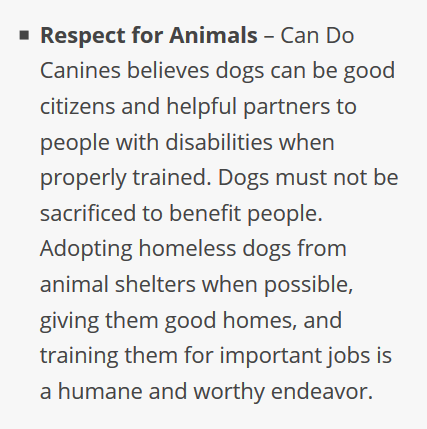 ▪ Respect for Animals – Can Do
Canines believes dogs can be good
citizens and helpful partners to
people with disabilities when
properly trained. Dogs must not be
sacrificed to benefit people.
Adopting homeless dogs from
animal shelters when possible,
giving them good homes, and
training them for important jobs is
a humane and worthy endeavor.